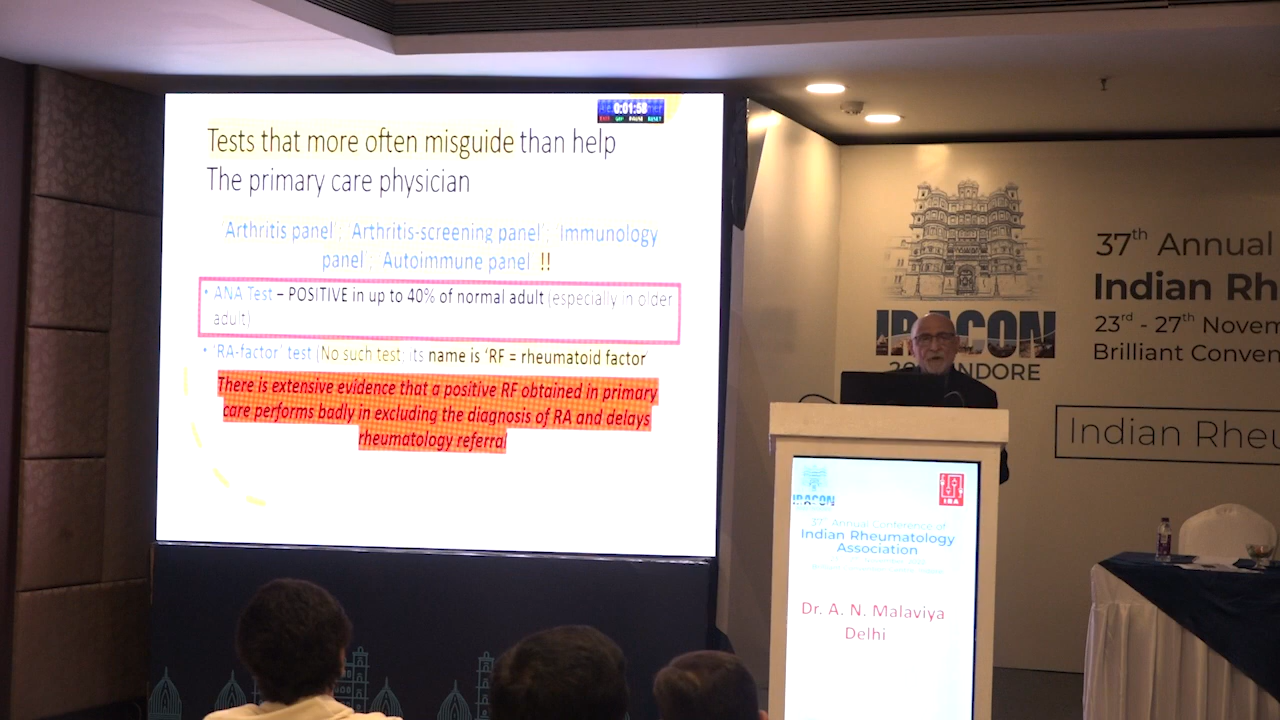 0:01:58
Tests that more often misguide than help
The primary care physician
'Arthritis panel'; 'Arthritis-screening panel'; 'Immunology
panel'; 'Autoimmune panel' !!
• ANA Test – POSITIVE in up to 40% of normal adult (especially in older
adult)
• 'RA-factor' test (No such test; its name is 'RF = rheumatoid factor'
There is extensive evidence that a positive RF obtained in primary
care performs badly in excluding the diagnosis of RA and delays
rheumatology referral
37th Annual
Indian Rh
23rd - 27th Novem
Brilliant Conven
IRACON
INDORE
Indian Rheu
IRACON
IRA
37th Annual Conference of
Indian Rheumatology
Association
Dr. A. N. Malaviya
Delhi